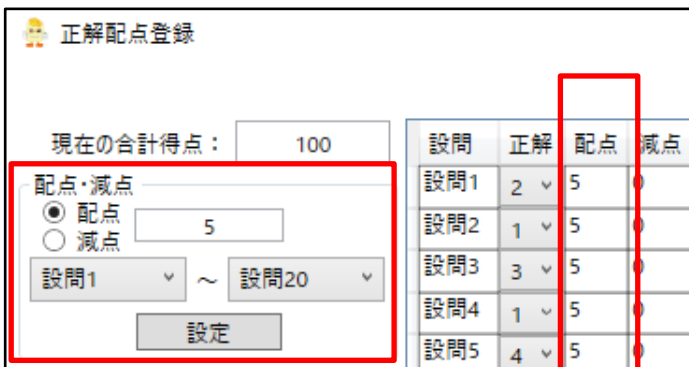 正解配点登録
現在の合計得点： 100
配点･減点
配点
減点
5
設問1 ～ 設問20
設定
設問 正解 配点 減点
設問1 2 5 0
設問2 1 5 0
設問3 3 5 0
設問4 1 5 0
設問5 4 5 0